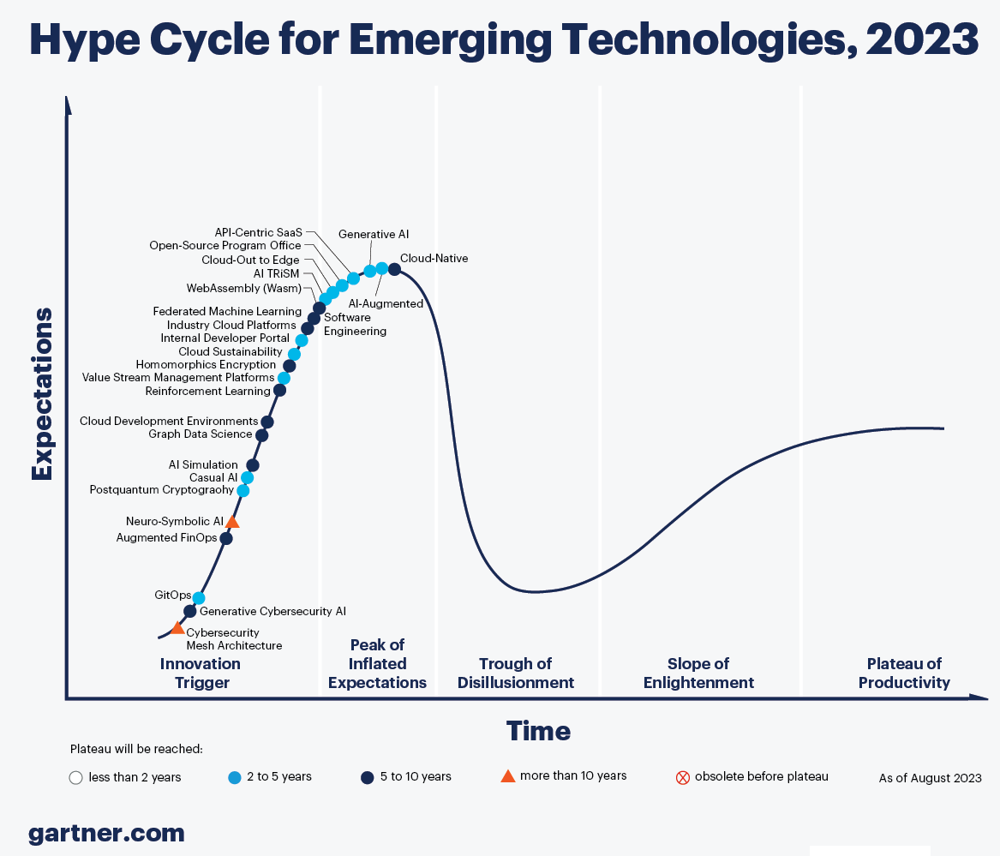 Hype Cycle for Emerging Technologies, 2023
Expectations
API-Centric SaaS
Generative AI
Open-Source Program Office
Cloud-Out to Edge
Cloud-Native
AI TRiSM
WebAssembly (Wasm)
AI-Augmented
Software
Engineering
Federated Machine Learning
Industry Cloud Platforms
Internal Developer Portal
Cloud Sustainability
Homomorphics Encryption
Value Stream Management Platforms
Reinforcement Learning
Cloud Development Environments
Graph Data Science
AI Simulation
Casual AI
Postquantum Cryptograohy
Neuro-Symbolic AI
Augmented FinOps
GitOps
Generative Cybersecurity AI
Cybersecurity
Mesh Architecture
Innovation
Trigger
Peak of
Inflated
Expectations
Trough of
Disillusionment
Slope of
Enlightenment
Plateau of
Productivity
Time
Plateau will be reached:
less than 2 years
2 to 5 years
5 to 10 years
more than 10 years
obsolete before plateau
As of August 2023
gartner.com